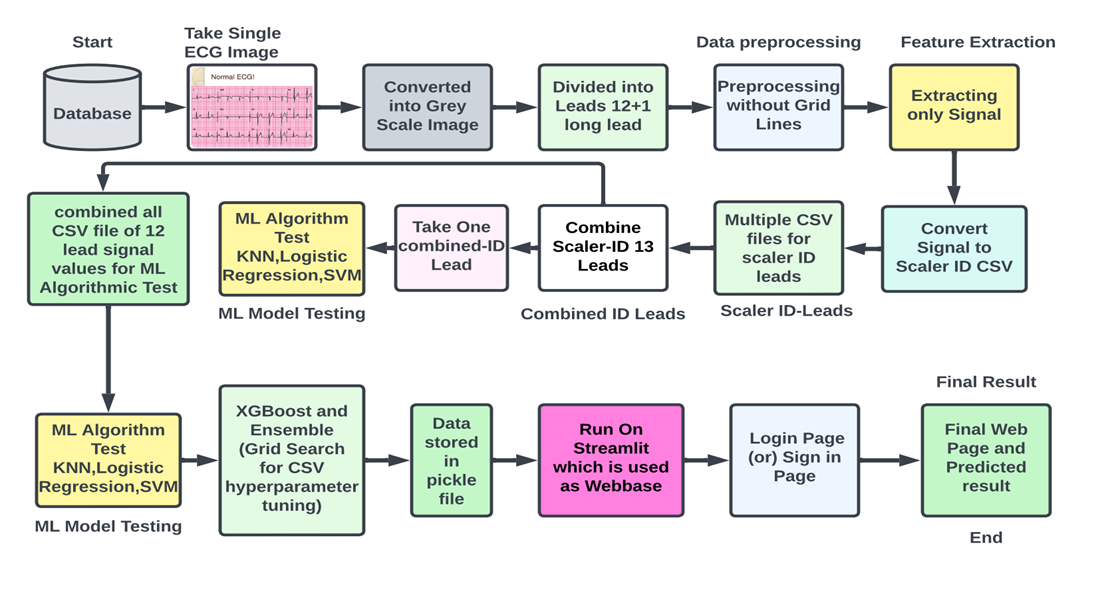 Start
Take Single
ECG Image
Data preprocessing
Feature Extraction
Database
Normal ECG!
Converted
into Grey
Scale Image
Divided into
Leads 12+1
long lead
Preprocessing
without Grid
Lines
Extracting
only Signal
combined all
CSV file of 12
lead signal
values for ML
Algorithmic Test
ML Algorithm
Test
KNN,Logistic
Regression,SVM
ML Model Testing
Take One
combined-ID
Lead
Combine
Scaler-ID 13
Leads
Combined ID Leads
Multiple CSV
files for
scaler ID
leads
Scaler ID-Leads
Convert
Signal to
Scaler ID CSV
ML Algorithm
Test
KNN,Logistic
Regression,SVM
ML Model Testing
XGBoost and
Ensemble
(Grid Search
for CSV
hyperparameter
tuning)
Data
stored
in
pickle
file
Run On
Streamlit
which is used
as Webbase
Login Page
(or) Sign in
Page
Final Result
Final Web
Page and
Predicted
result
End